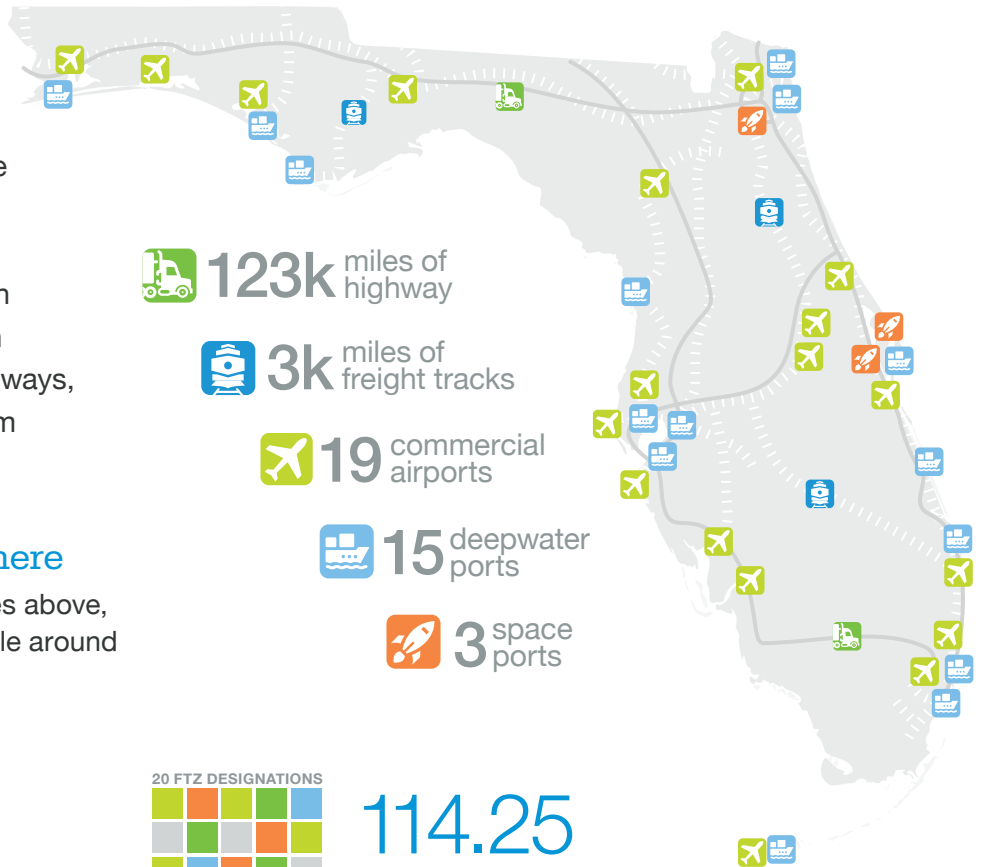 e
n
ways,
m
here
es above,
le around
123k miles of
highway
3k miles of
freight tracks
19 commercial
airports
15 deepwater
ports
3 space
ports
20 FTZ DESIGNATIONS
114.25